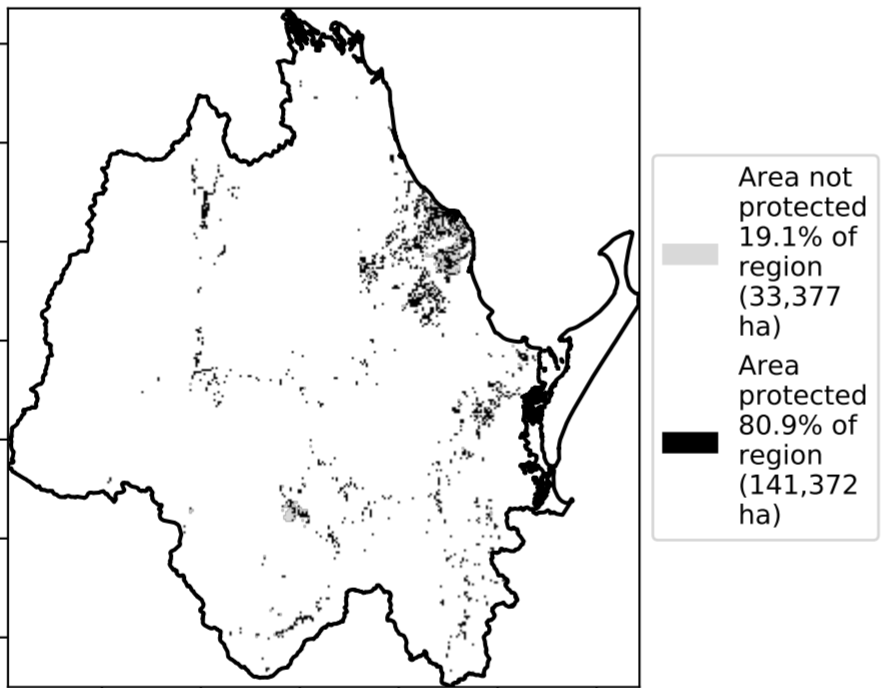 Area not
protected
19.1% of
region
(33,377
ha)
Area
protected
80.9% of
region
(141,372
ha)